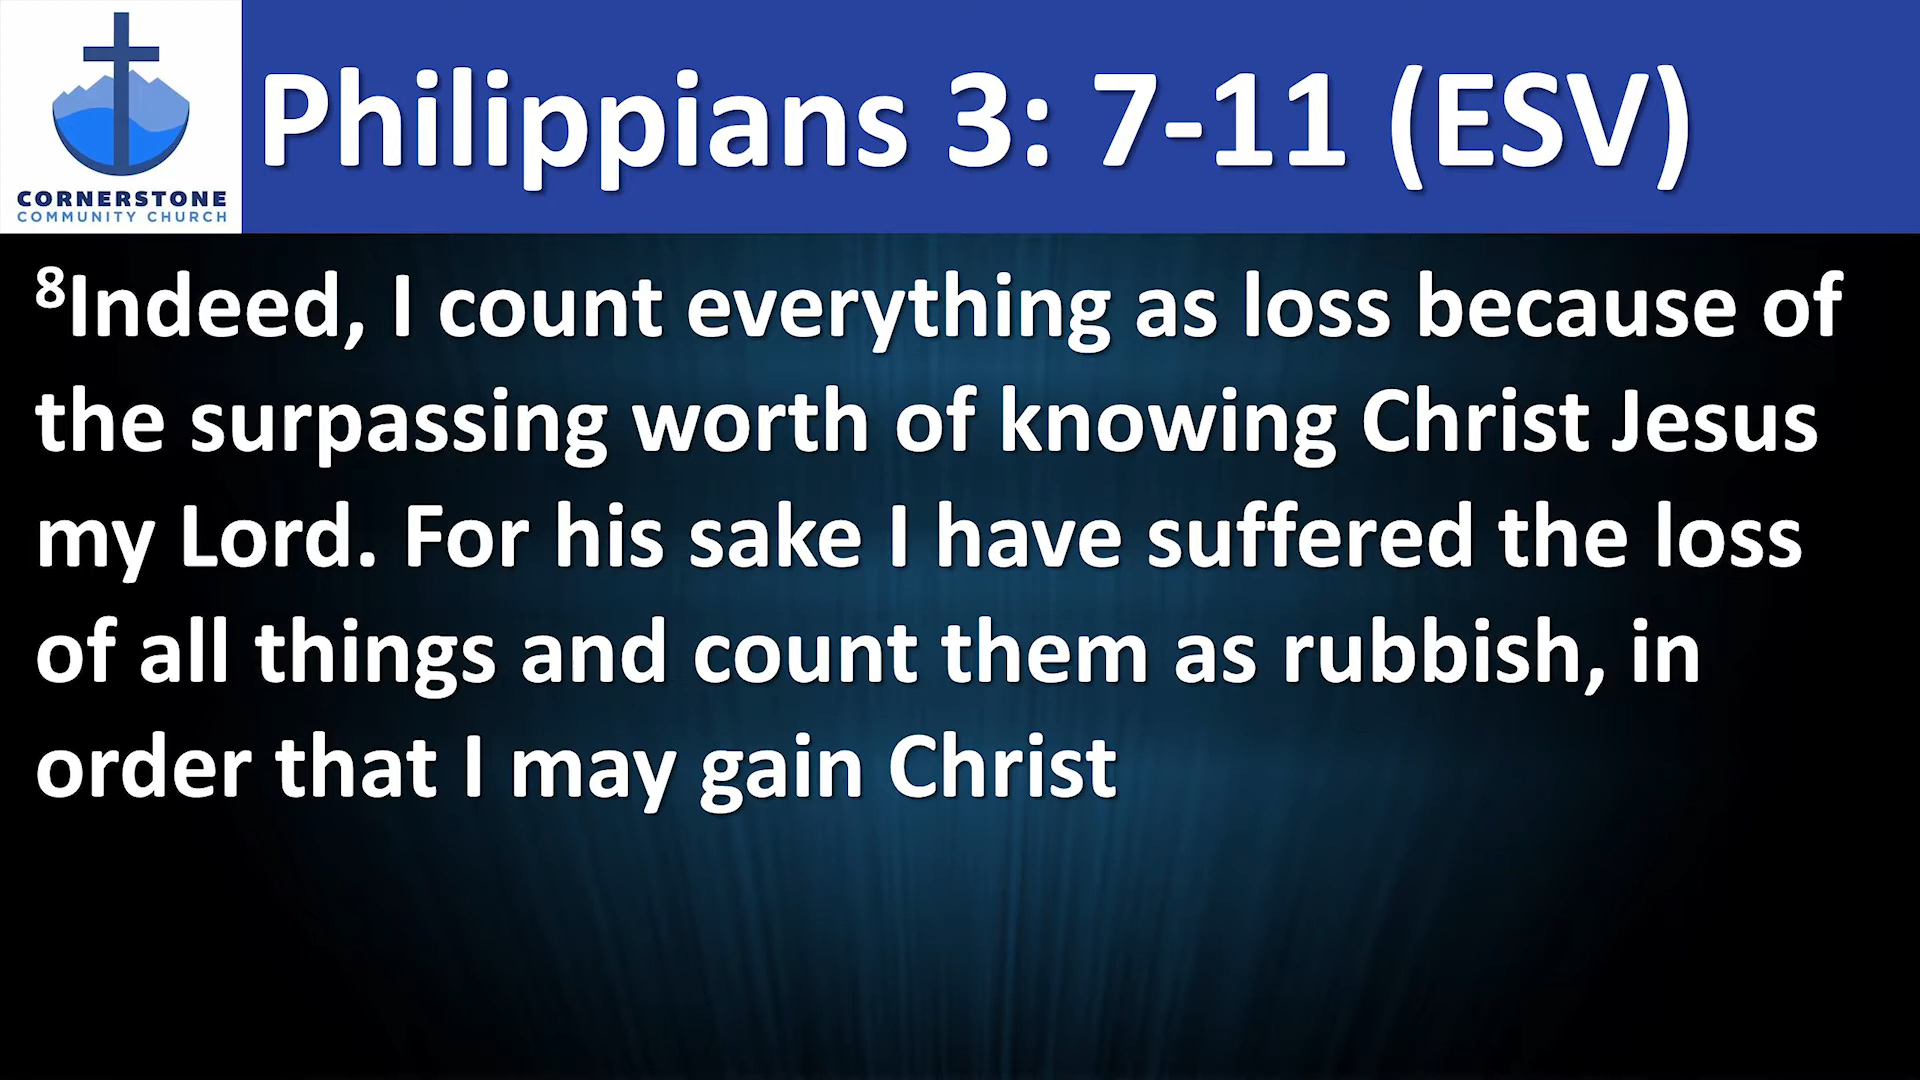 CORNERSTONE
COMMUNITY CHURCH
Philippians 3: 7-11 (ESV)
⁸Indeed, I count everything as loss because of
the surpassing worth of knowing Christ Jesus
my Lord. For his sake I have suffered the loss
of all things and count them as rubbish, in
order that I may gain Christ